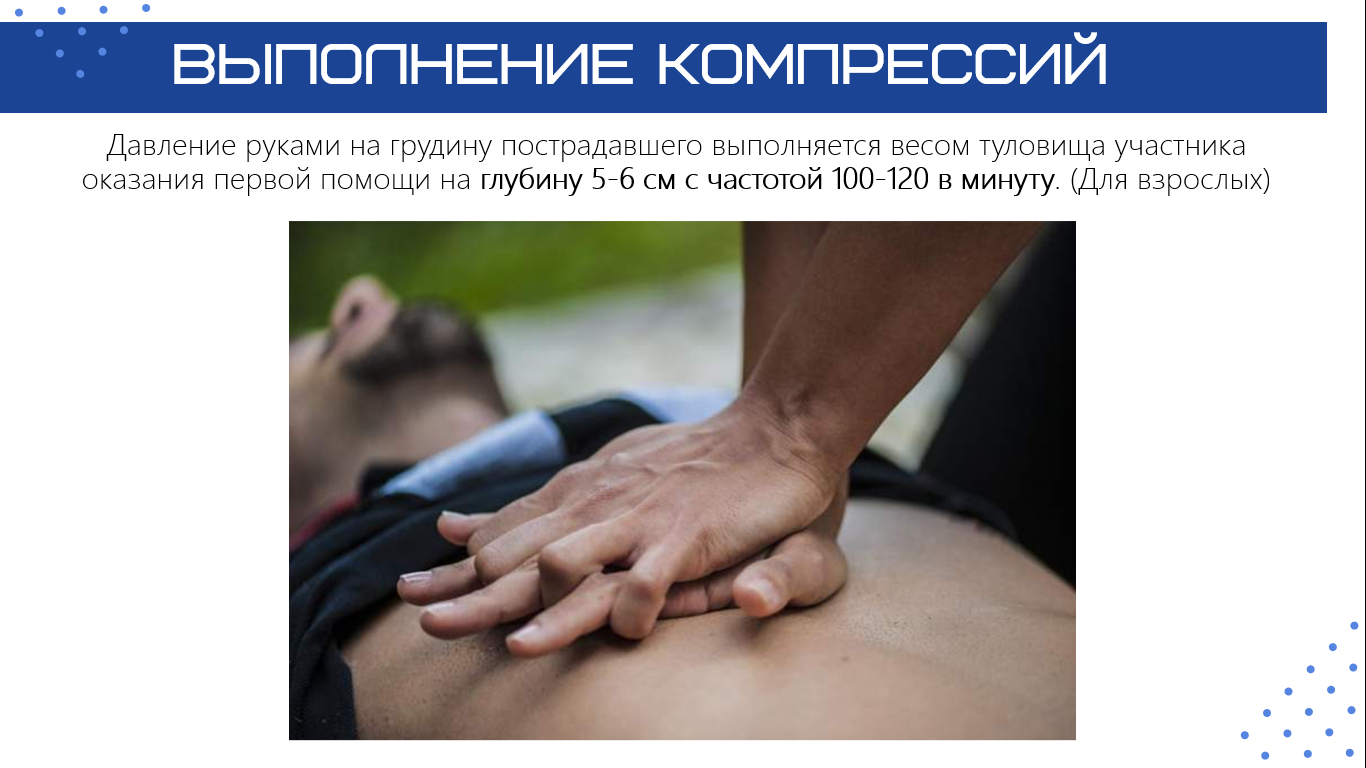 ВЫПОЛНЕНИЕ КОМПРЕССИЙ
Давление руками на грудину пострадавшего выполняется весом туловища участника
оказания первой помощи на глубину 5-6 см с частотой 100-120 в минуту. (Для взрослых)